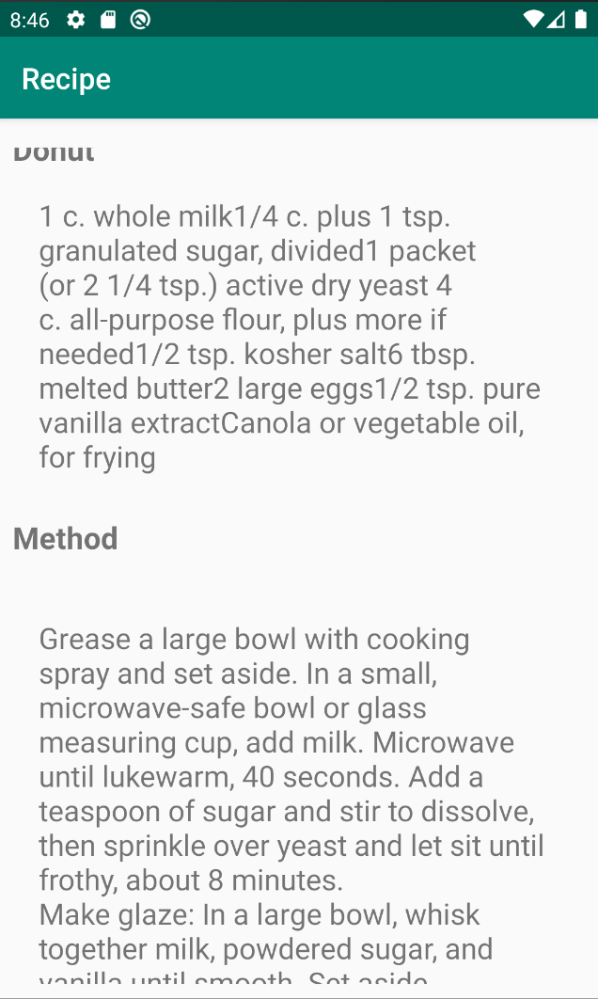 8:46
Recipe
Donut
1 c. whole milk1/4 c. plus 1 tsp.
granulated sugar, divided1 packet
(or 2 1/4 tsp.) active dry yeast 4
c. all-purpose flour, plus more if
needed1/2 tsp. kosher salt6 tbsp.
melted butter2 large eggs1/2 tsp. pure
vanilla extractCanola or vegetable oil,
for frying
Method
Grease a large bowl with cooking
spray and set aside. In a small,
microwave-safe bowl or glass
measuring cup, add milk. Microwave
until lukewarm, 40 seconds. Add a
teaspoon of sugar and stir to dissolve,
then sprinkle over yeast and let sit until
frothy, about 8 minutes.
Make glaze: In a large bowl, whisk
together milk, powdered sugar, and
vanilla until smooth. Set aside